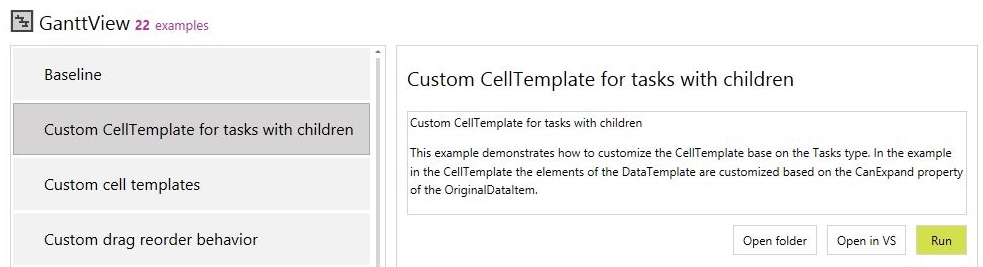 GanttView 22 examples
Baseline
Custom CellTemplate for tasks with children
Custom cell templates
Custom drag reorder behavior
Custom CellTemplate for tasks with children
Custom CellTemplate for tasks with children
This example demonstrates how to customize the CellTemplate base on the Tasks type. In the example
in the CellTemplate the elements of the DataTemplate are customized based on the CanExpand property
of the OriginalDataItem.
Open folder Open in VS Run